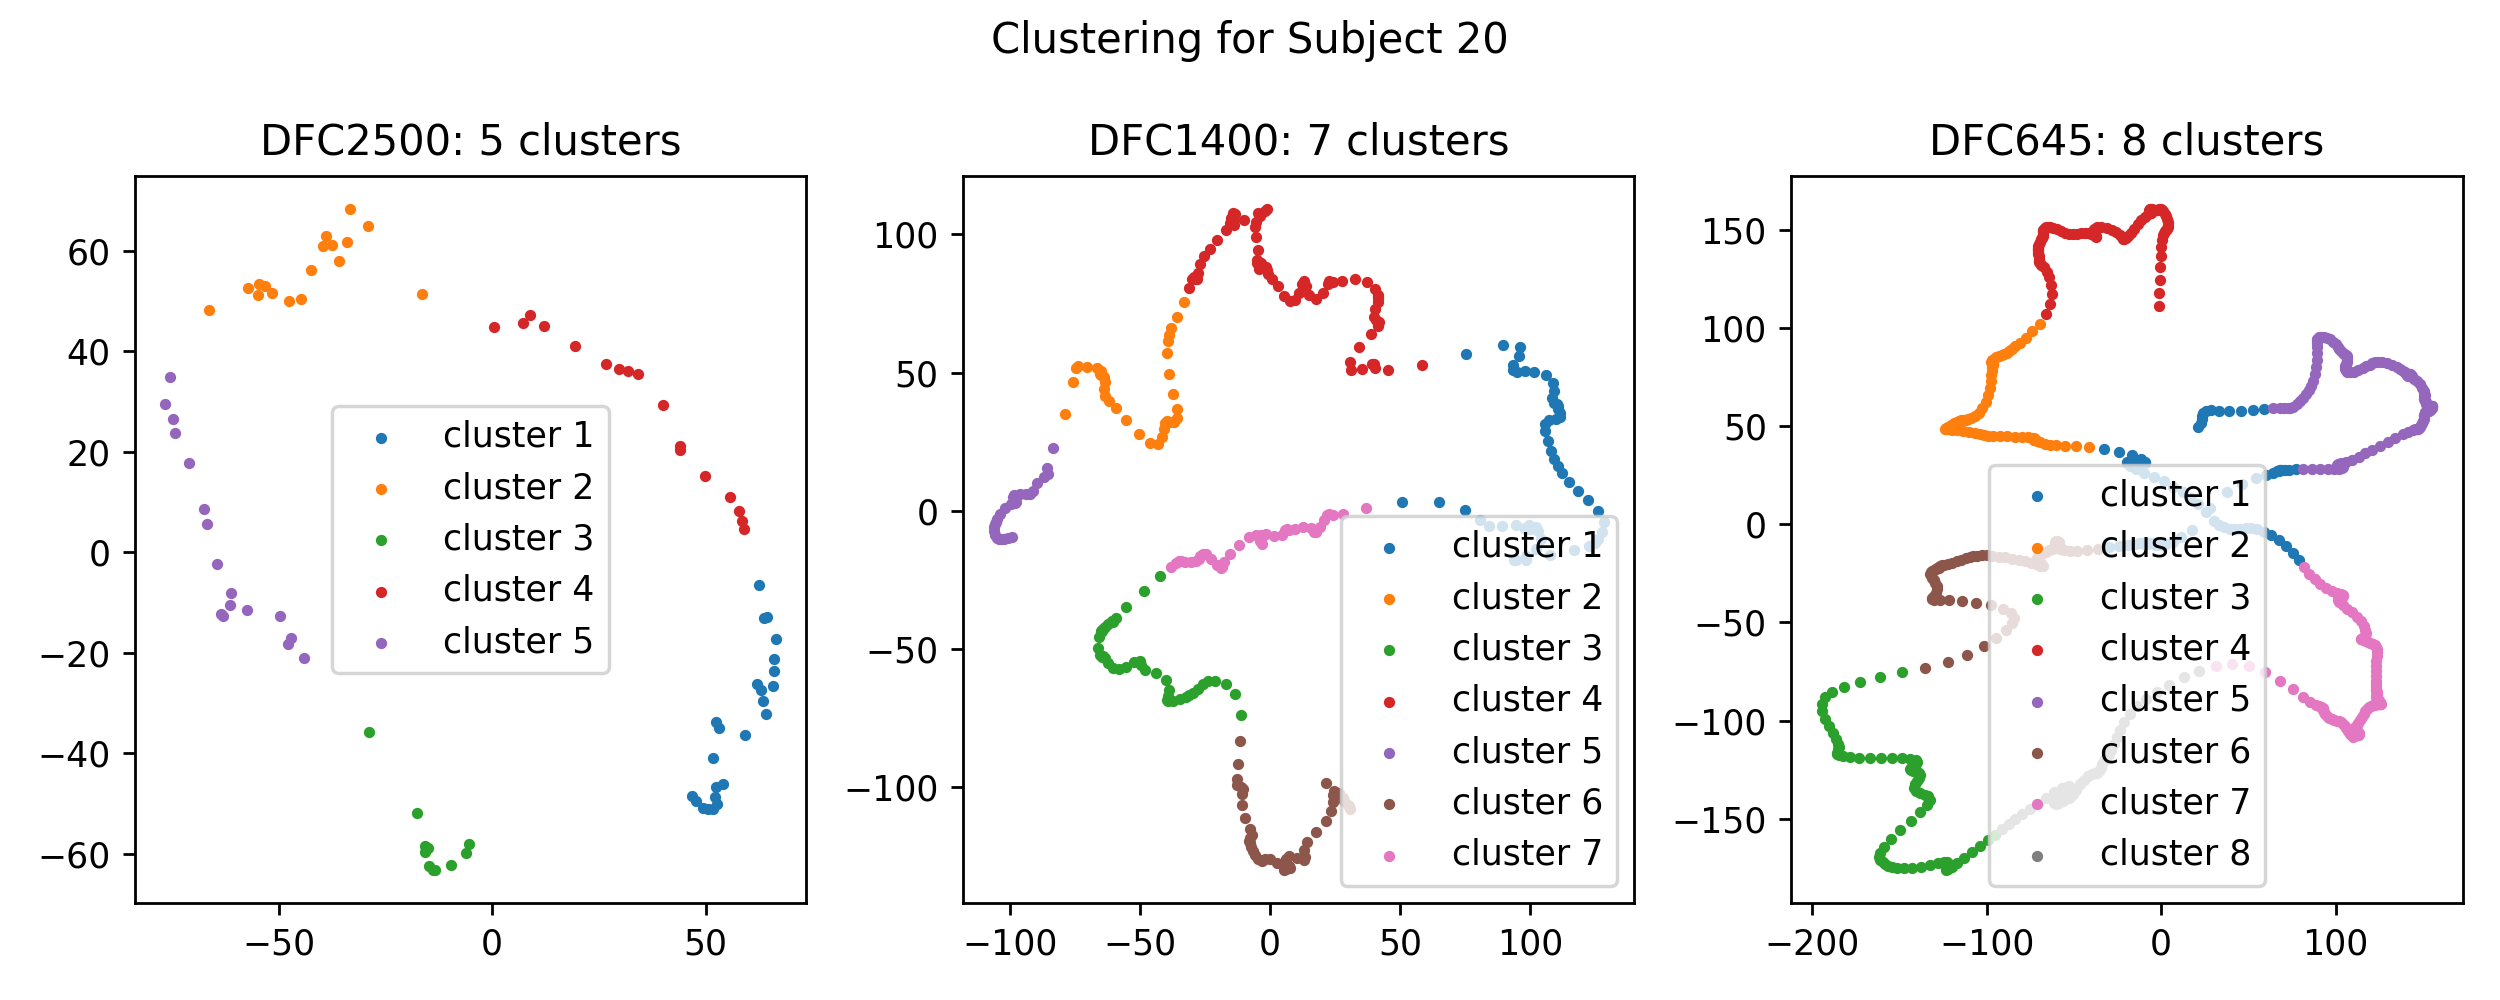 Clustering for Subject 20
DFC2500: 5 clusters
60
40
20
0
−20
−40
−60
−50
0
50
cluster 1
cluster 2
cluster 3
cluster 4
cluster 5
DFC1400: 7 clusters
100
50
0
−50
−100
−100
−50
0
50
100
cluster 1
cluster 2
cluster 3
cluster 4
cluster 5
cluster 6
cluster 7
DFC645: 8 clusters
150
100
50
0
−50
−100
−150
−200
−100
0
100
cluster 1
cluster 2
cluster 3
cluster 4
cluster 5
cluster 6
cluster 7
cluster 8